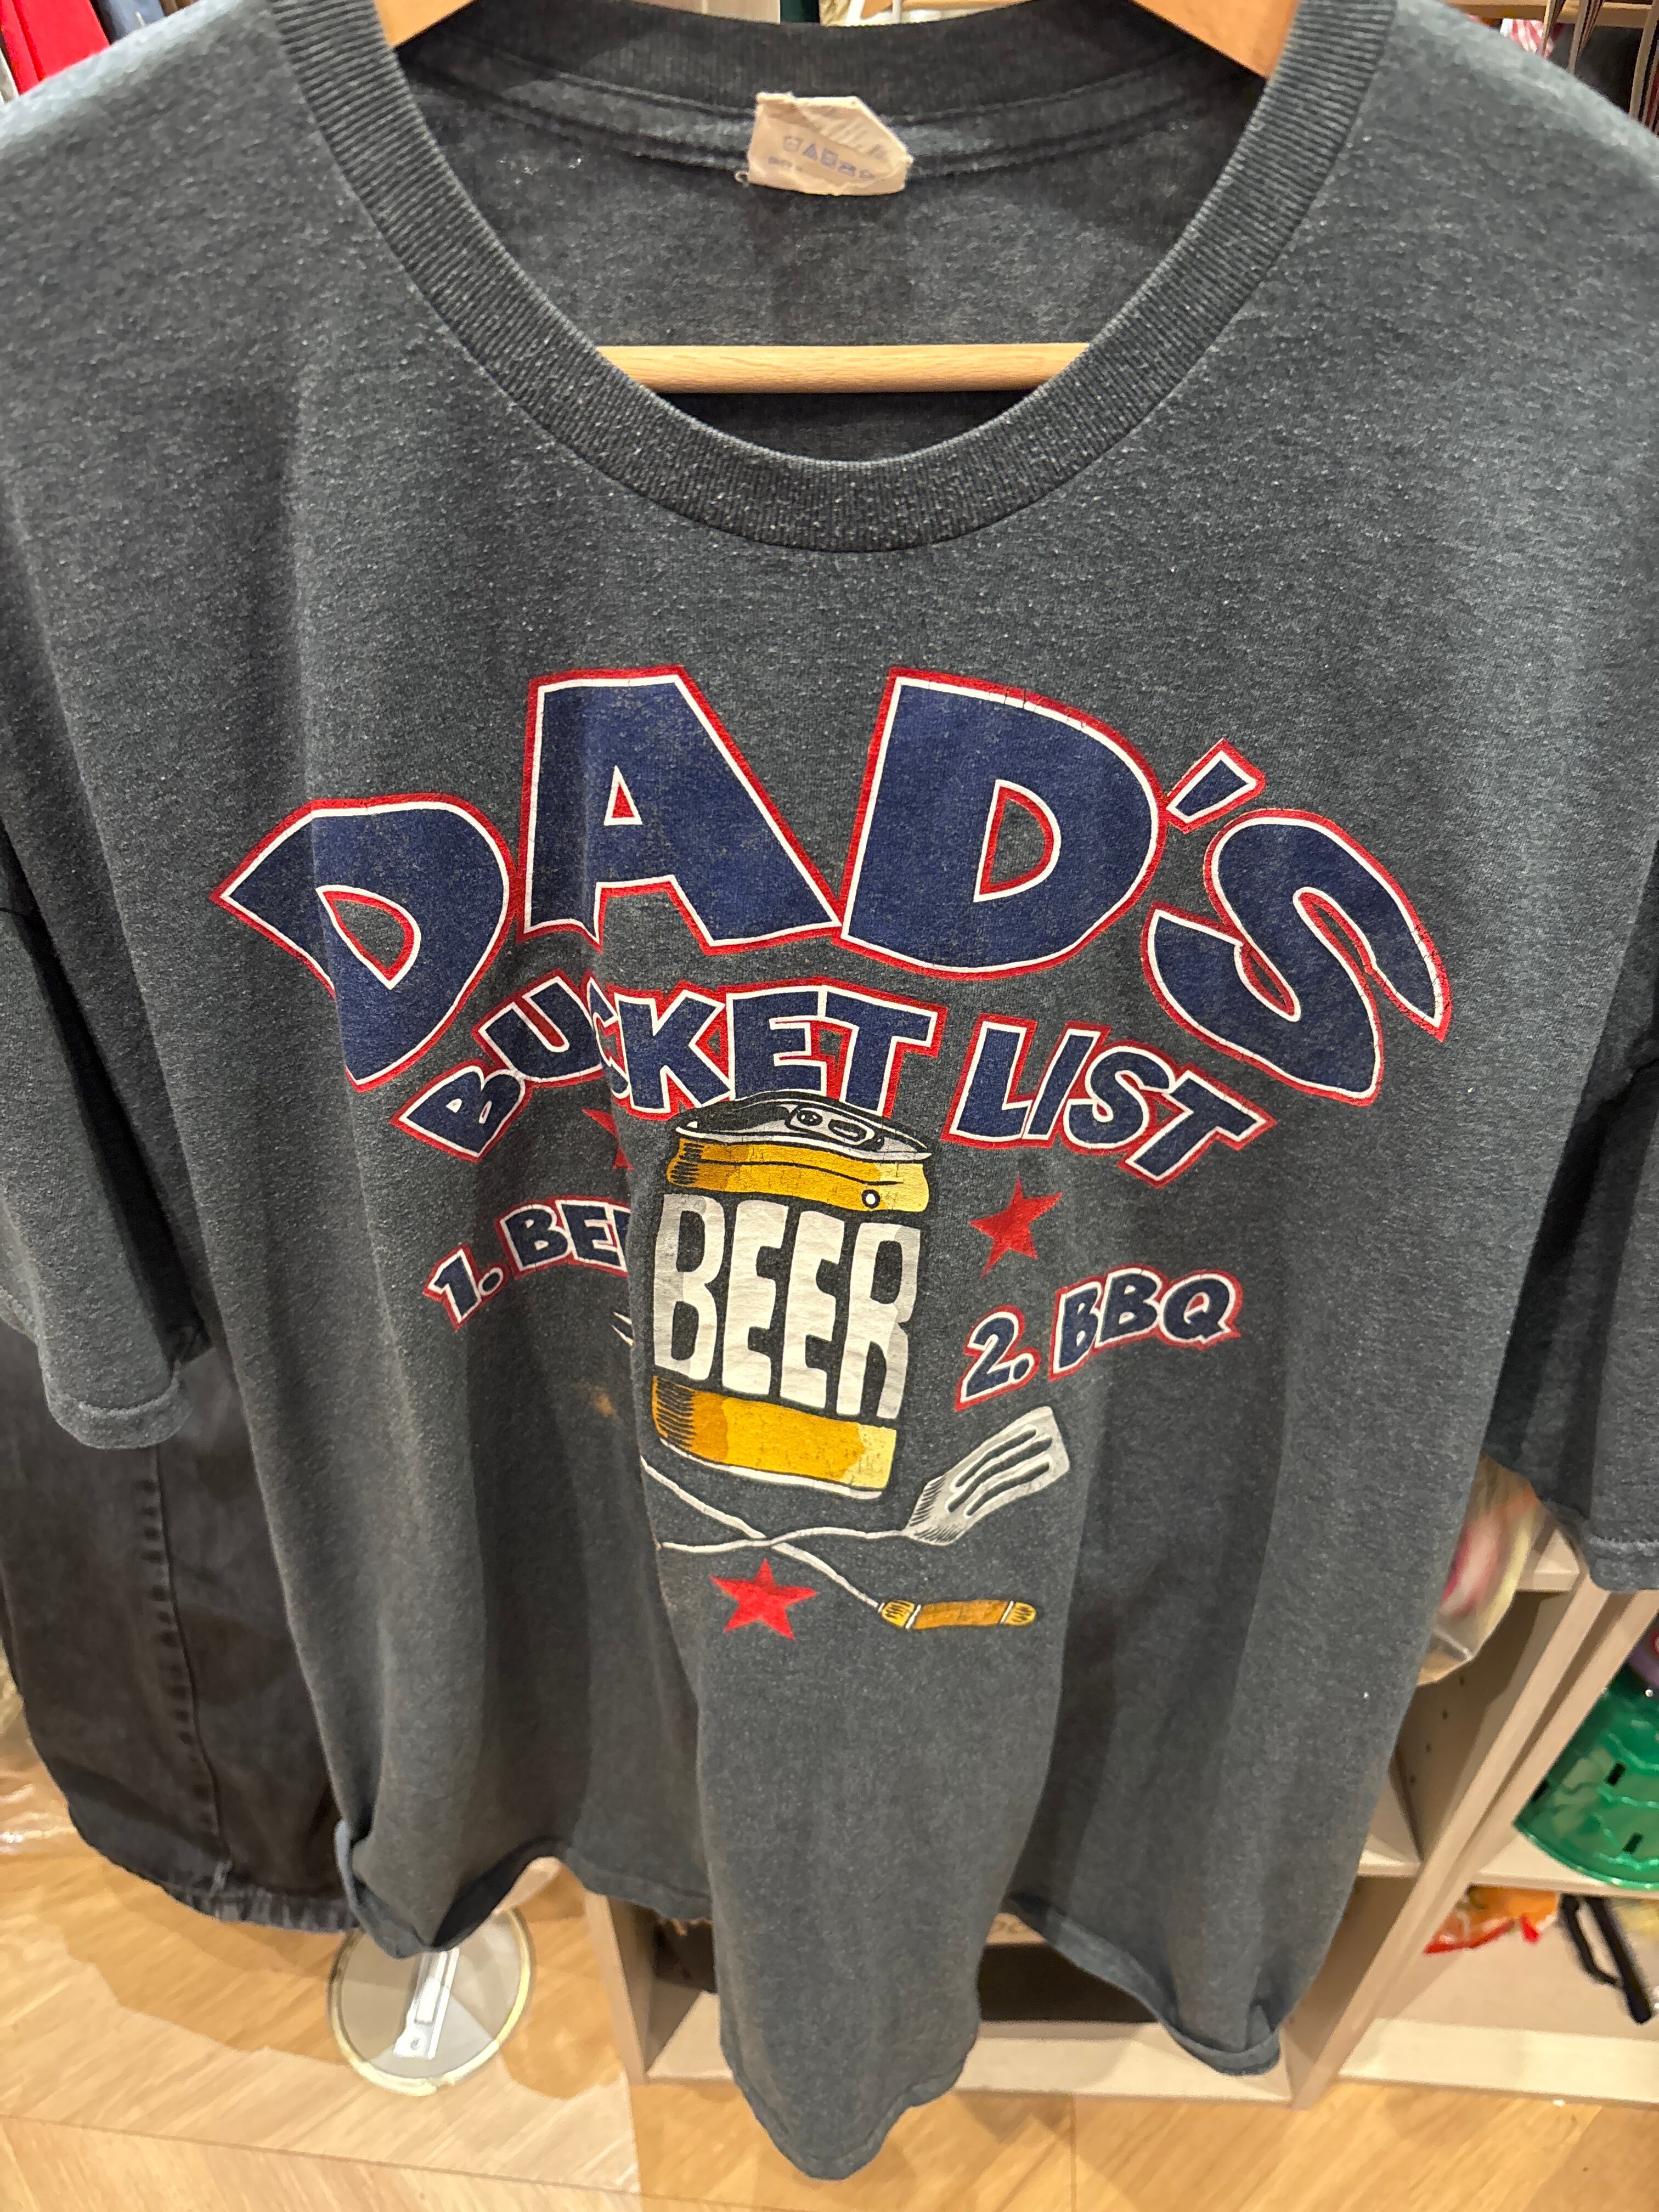 DAD'S
BUCKET LIST
1. BEE
BEER
2. BBQ